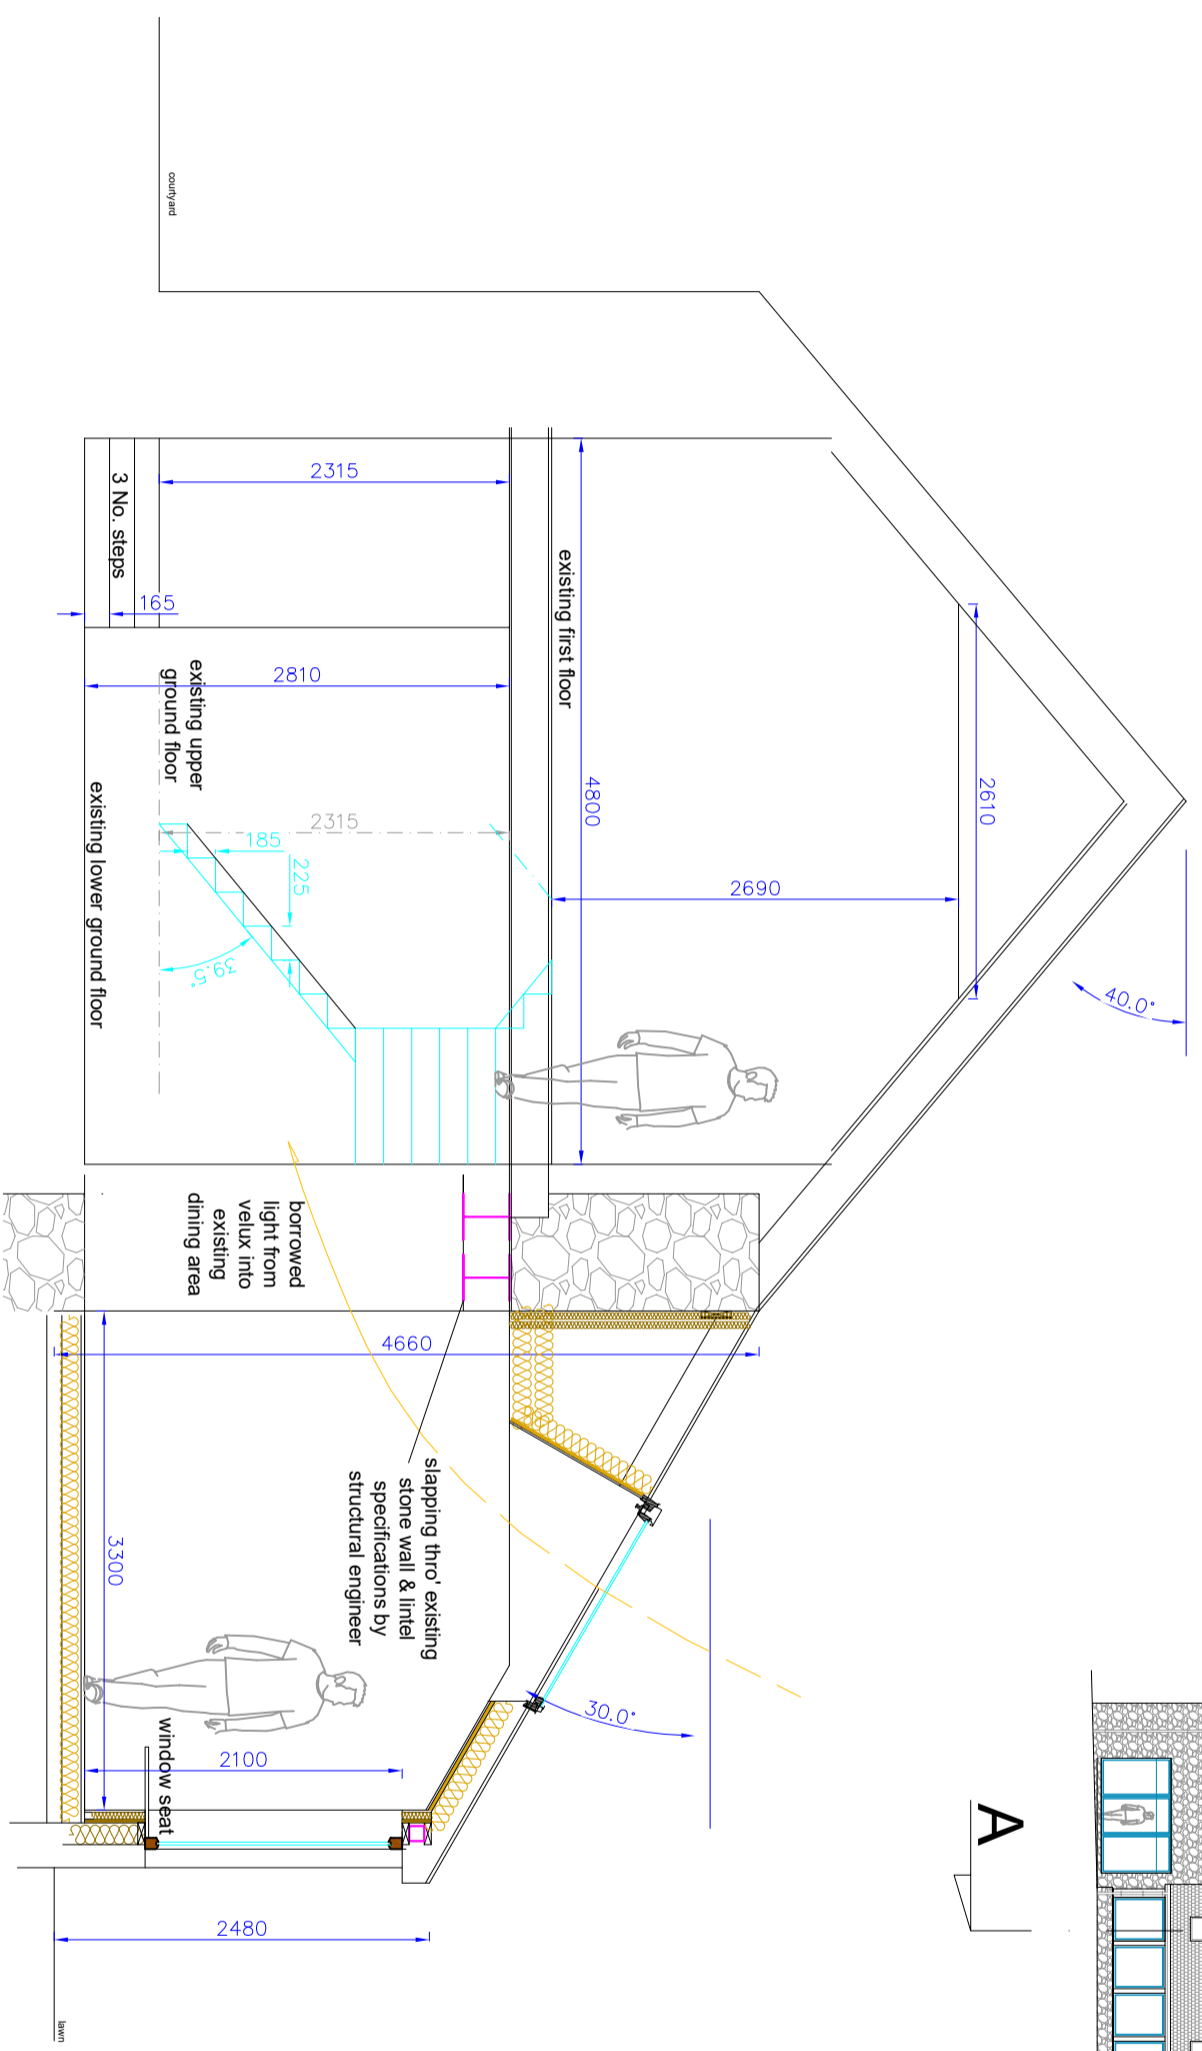 A
40.0°
2610
2690
existing first floor
4800
2315
3 No. steps
165
2810
existing upper
ground floor
2315
185
225
39.5°
existing lower ground floor
courtyard
borrowed
light from
velux into
existing
dining area
4660
slapping thro' existing
stone wall & lintel
specifications by
structural engineer
30.0°
3300
2100
window seat
2480
lawn